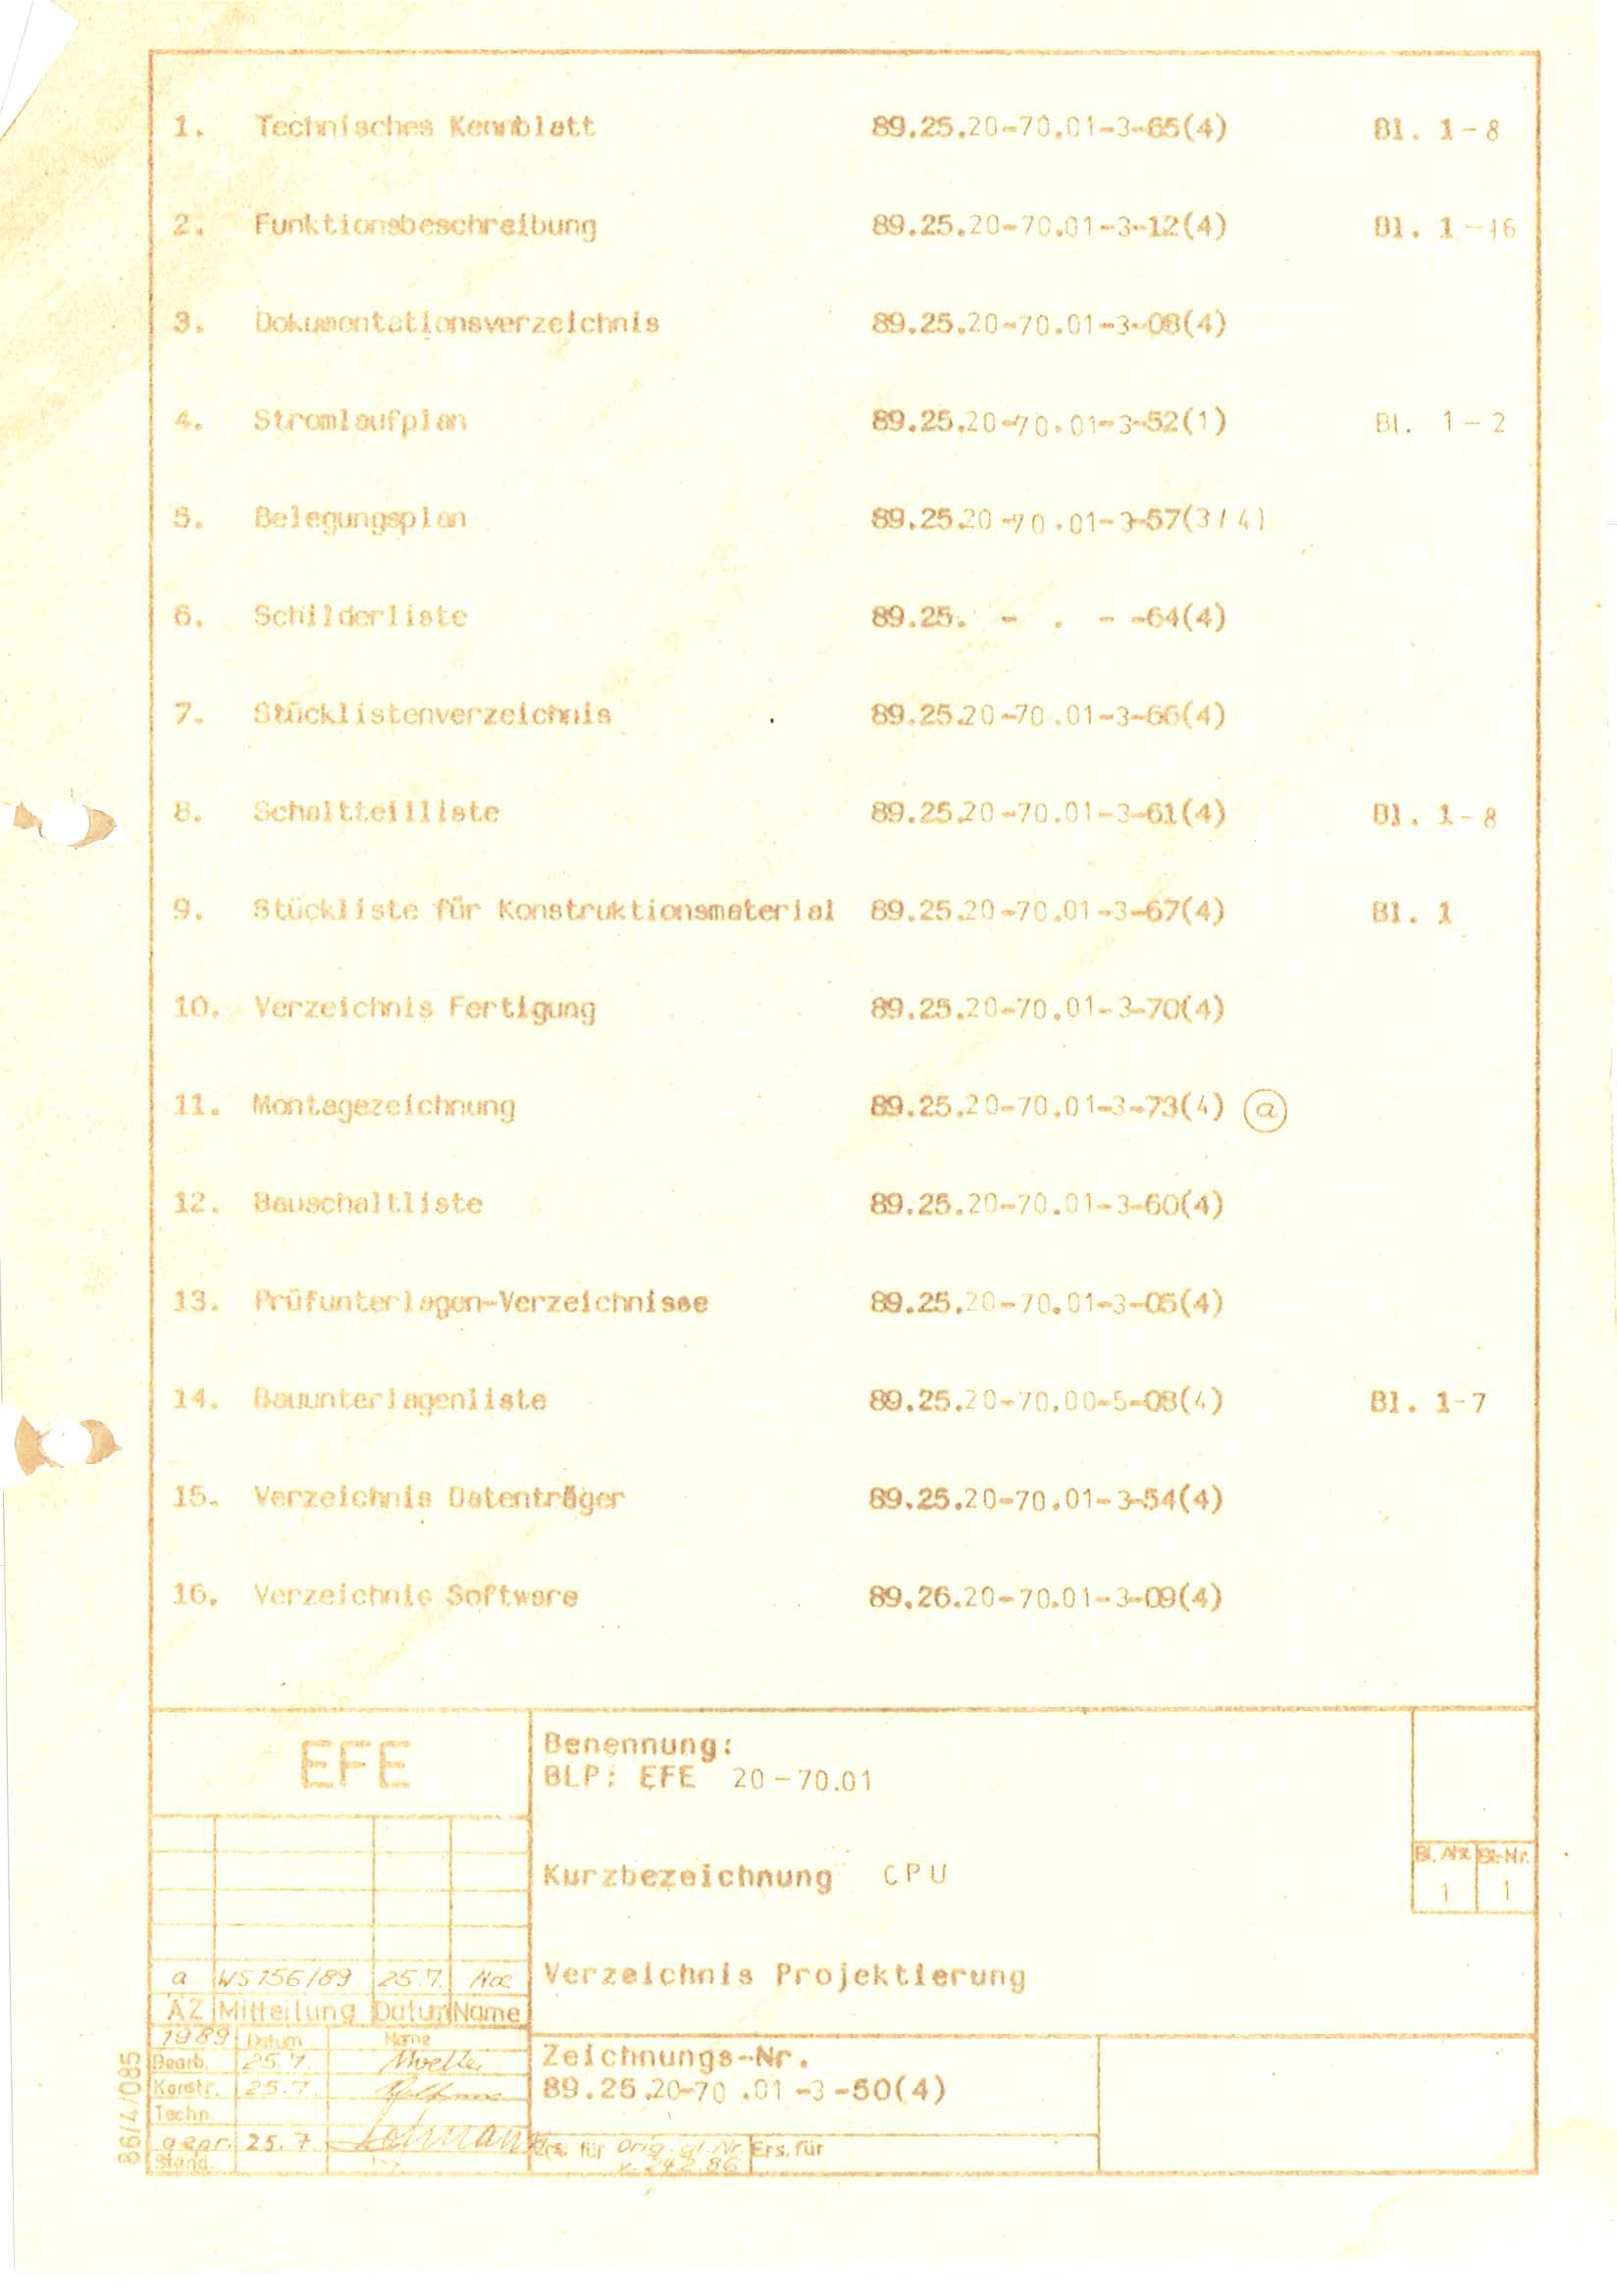 1. Technisches Kennblatt 89.25.20-70.01-3-65(4) Bl. 1-8
2. Funktionsbeschreibung 89.25.20-70.01-3-12(4) Bl. 1-16
3. Dokumentationsverzeichnis 89.25.20-70.01-3-08(4)
4. Stromlaufplan 89.25.20-70.01-3-52(1) Bl. 1-2
5. Belegungsplan 89.25.20-70.01-3-57(3/4)
6. Schilderliste 89.25. - . - -64(4)
7. Stücklistenverzeichnis 89.25.20-70.01-3-66(4)
8. Schaltteilliste 89.25.20-70.01-3-61(4) Bl. 1-8
9. Stückliste für Konstruktionsmaterial 89.25.20-70.01-3-67(4) Bl. 1
10. Verzeichnis Fertigung 89.25.20-70.01-3-70(4)
11. Montagezeichnung 89.25.20-70.01-3-73(4) a
12. Bauschaltliste 89.25.20-70.01-3-60(4)
13. Prüfunterlagen-Verzeichnisse 89.25.20-70.01-3-05(4)
14. Bauunterlagenliste 89.25.20-70.00-5-08(4) Bl. 1-7
15. Verzeichnis Datenträger 89.25.20-70.01-3-54(4)
16. Verzeichnis Software 89.26.20-70.01-3-09(4)
EFE
Benennung:
BLP: EFE 20-70.01
Kurzbezeichnung CPU
Bl. Anz. Bl.-Nr.
1 1
Verzeichnis Projektierung
a WS 156/89 25.7.
ÄZ Mitteilung Datum Name
1989 Datum Name
Bearb. 25.7.
Konstr. 25.7.
Techn.
gepr. 25.7.
Stand.
Zeichnungs-Nr.
89.25.20-70.01-3-50(4)
Ers. für Orig. gl. Nr. v. 24.2.86 Ers. für
86/4/085